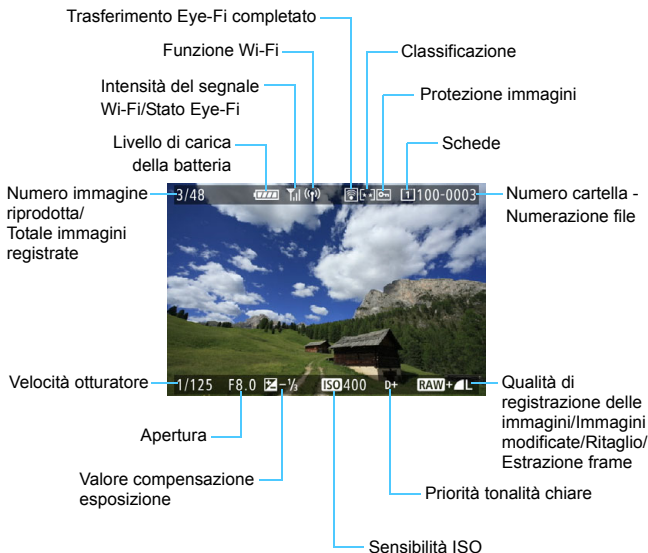 Trasferimento Eye-Fi completato
Funzione Wi-Fi
Classificazione
Intensità del segnale
Wi-Fi/Stato Eye-Fi
Protezione immagini
Livello di carica
della batteria
Schede
Numero immagine
riprodotta/
Totale immagini
registrate
3/48
1
100-0003
Numero cartella -
Numerazione file
Velocità otturatore
1/125
F8.0
-⅓
ISO 400
D+
RAW+
L
Qualità di
registrazione delle
immagini/Immagini
modificate/Ritaglio/
Estrazione frame
Apertura
Valore compensazione
esposizione
Priorità tonalità chiare
Sensibilità ISO